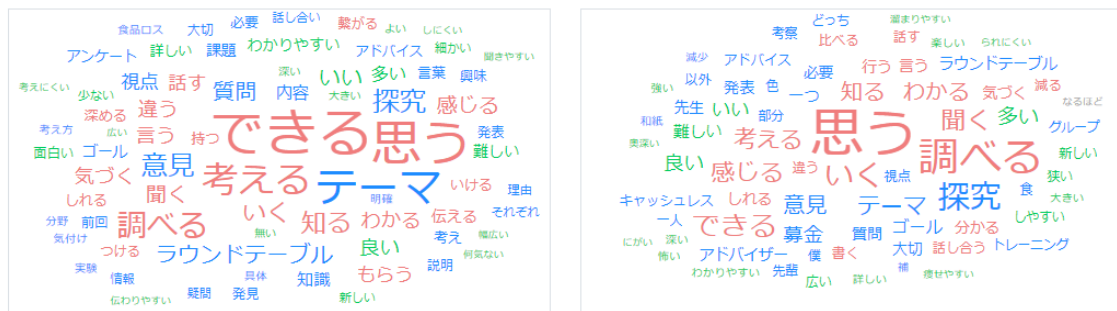 食品ロス 大切 必要 話し合い 繋がる よい しにくい
アンケート 詳しい 課題 わかりやすい アドバイス 細かい 聞きやすい
考えにくい 少ない 視点 話す 質問 深い 内容 いい 大きい 多い 言葉 興味
深める 違う 探究 感じる
考え方 広い 言う 持つ できる 思う 発表
面白い ゴール 意見 難しい
気づく 考える テーマ いける 理由
しれる 聞く 明確
分野 前回 調べる いく 知る わかる 伝える それぞれ
気付け 無い 考え 幅広い
つける ラウンドテーブル 良い 何気ない
実験 情報 具体 知識 もらう 説明
伝わりやすい 疑問 発見 新しい
どっち 溜まりやすい
考察 比べる 話す 楽しい られにくい
減少 アドバイス 必要 行う 言う ラウンドテーブル
強い 以外 発表 色 一つ 知る わかる 気づく 減る
先生 いい 部分 聞く 多い なるほど
和紙 難しい 考える 思う グループ
奥深い 調べる 新しい
良い 感じる 違う いく 視点 狭い
キャッシュレス しれる 探究 食 大きい
一人 できる 意見 テーマ しやすい
募金 質問 ゴール 分かる
にがい 深い アドバイザー 僕 書く 大切 話し合う トレーニング
怖い わかりやすい 先輩 広い 詳しい 補 痩せやすい